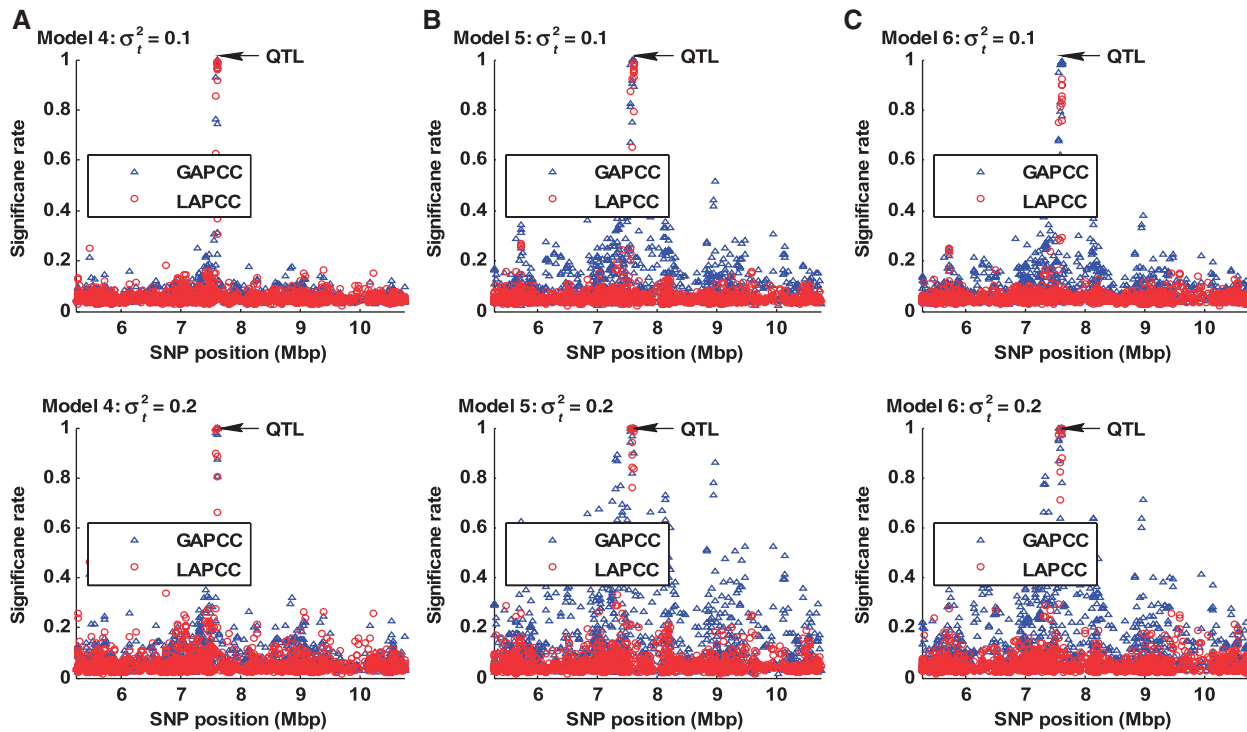 A
Model 4: σ²ₜ = 0.1
QTL
1
0.8
0.6
0.4
0.2
0
Significane rate
GAPCC
LAPCC
6 7 8 9 10
SNP position (Mbp)
B
Model 5: σ²ₜ = 0.1
QTL
1
0.8
0.6
0.4
0.2
0
Significane rate
GAPCC
LAPCC
6 7 8 9 10
SNP position (Mbp)
C
Model 6: σ²ₜ = 0.1
QTL
1
0.8
0.6
0.4
0.2
0
Significane rate
GAPCC
LAPCC
6 7 8 9 10
SNP position (Mbp)
Model 4: σ²ₜ = 0.2
QTL
1
0.8
0.6
0.4
0.2
0
Significane rate
GAPCC
LAPCC
6 7 8 9 10
SNP position (Mbp)
Model 5: σ²ₜ = 0.2
QTL
1
0.8
0.6
0.4
0.2
0
Significane rate
GAPCC
LAPCC
6 7 8 9 10
SNP position (Mbp)
Model 6: σ²ₜ = 0.2
QTL
1
0.8
0.6
0.4
0.2
0
Significane rate
GAPCC
LAPCC
6 7 8 9 10
SNP position (Mbp)